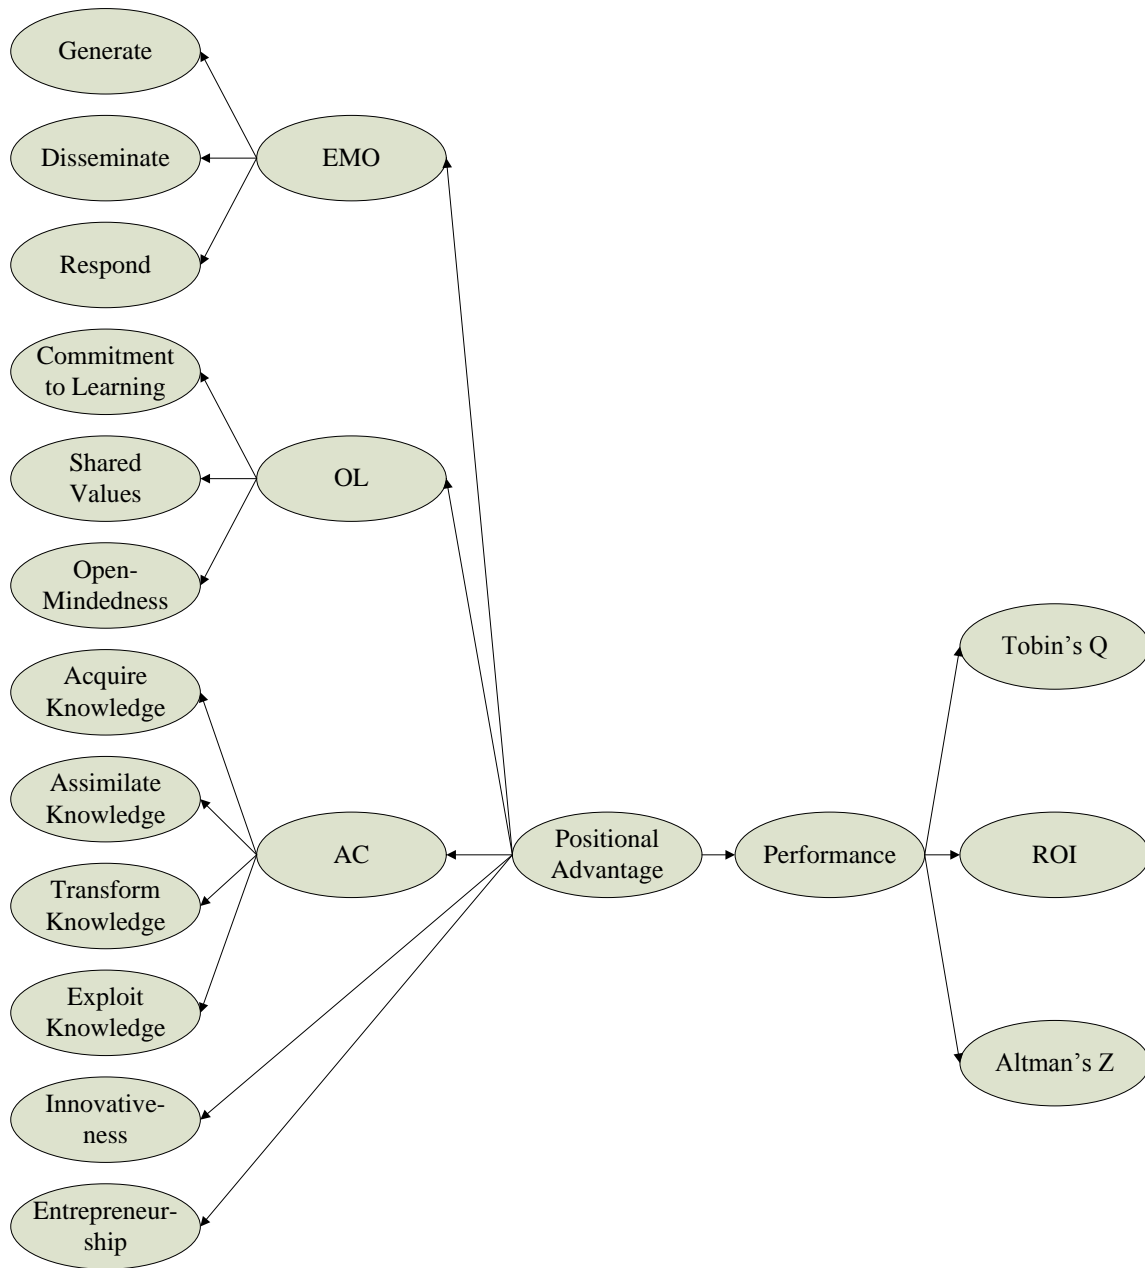 Generate
Disseminate
EMO
Respond
Commitment
to Learning
Shared
Values
OL
Open-
Mindedness
Acquire
Knowledge
Assimilate
Knowledge
AC
Transform
Knowledge
Exploit
Knowledge
Innovative-
ness
Entrepreneur-
ship
Positional
Advantage
Performance
Tobin’s Q
ROI
Altman’s Z